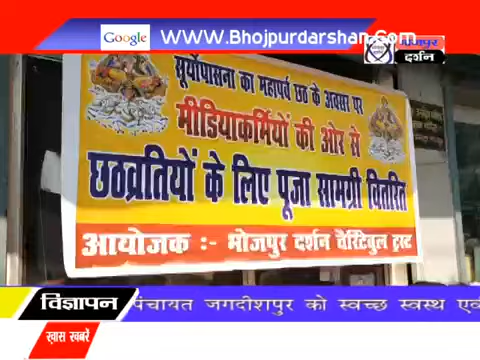 Google
WWW.BhojpurdarshaN.Com
भोजपुर
दर्शन
सूर्योपासना का महापर्व छठ के अवसर पर
मीडियाकर्मियों की ओर से
छठव्रतियों के लिए पूजा सामग्री वितरित
आयोजक :- भोजपुर दर्शन चैरिटेबुल ट्रस्ट
विज्ञापन
पंचायत जगदीशपुर को स्वच्छ स्वस्थ एवं
ख़ास खबरें